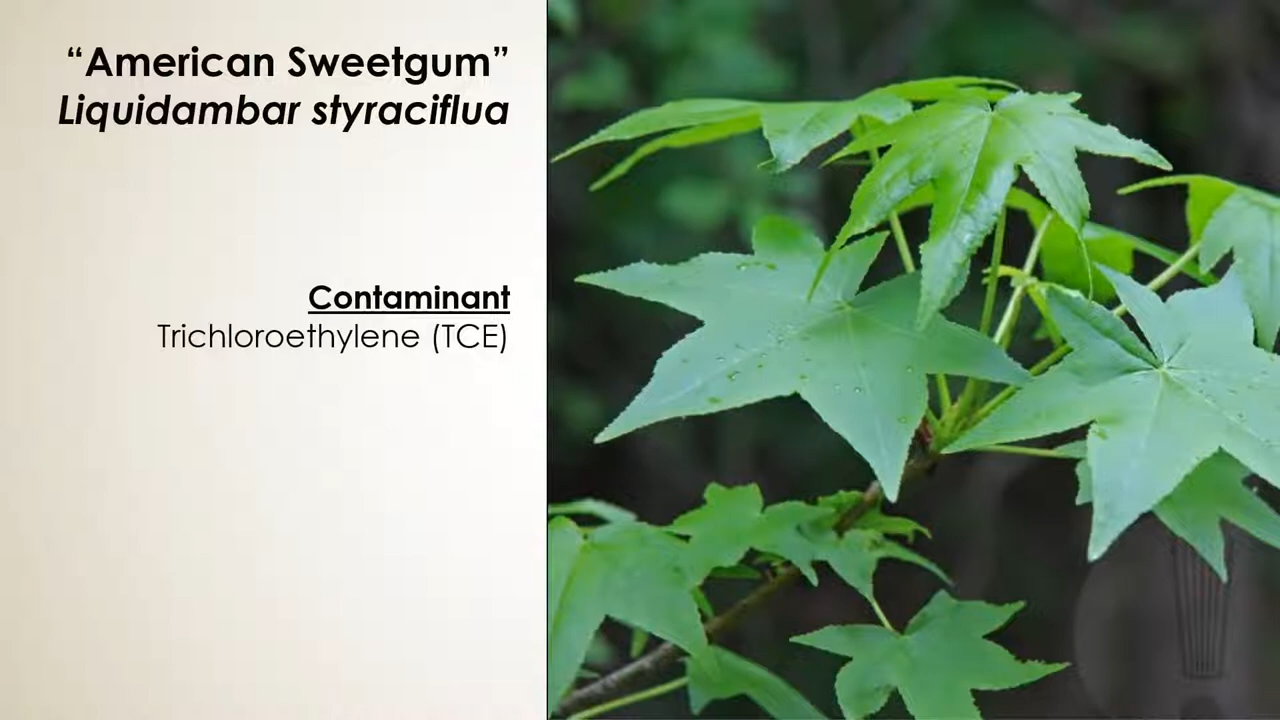 “American Sweetgum”
Liquidambar styraciflua
Contaminant
Trichloroethylene (TCE)